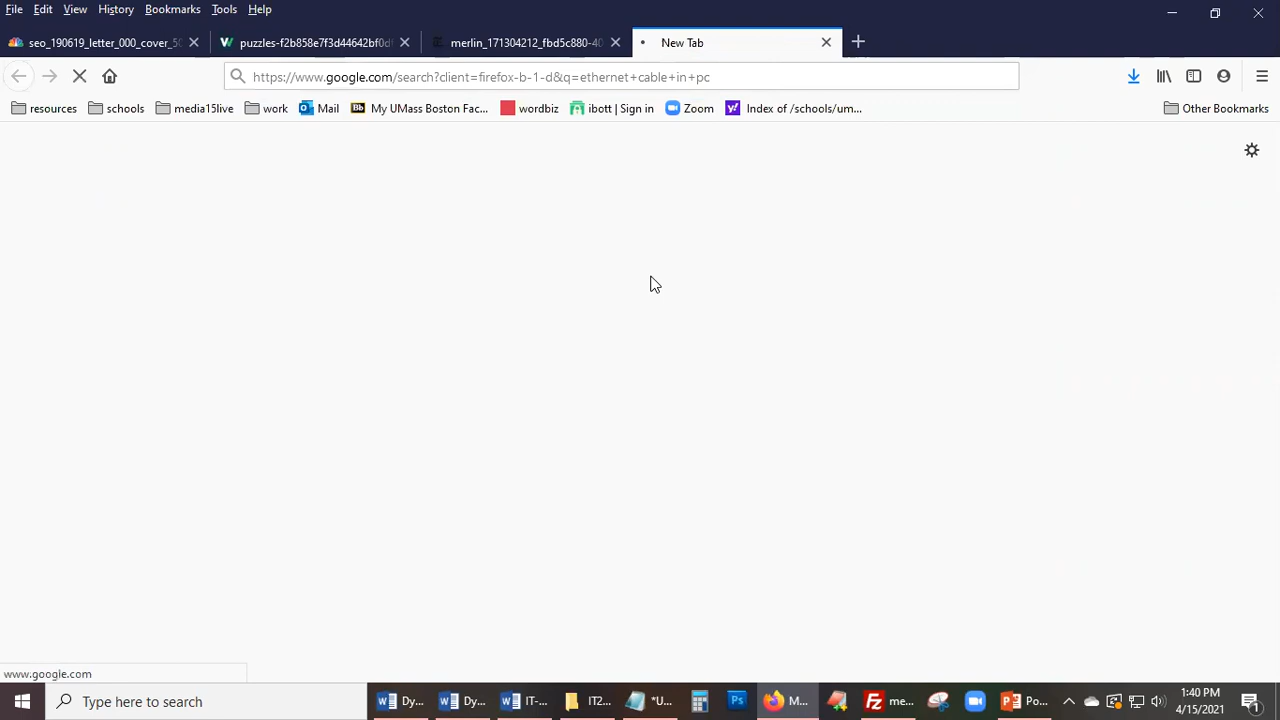 File Edit View History Bookmarks Tools Help
seo_190619_letter_000_cover_5
puzzles-f2b858e7f3d44642bf0d
merlin_171304212_fbd5c880-40
New Tab
https://www.google.com/search?client=firefox-b-1-d&q=ethernet+cable+in+pc
resources schools media15live work Mail Bb My UMass Boston Fac... wordbiz ibott | Sign in Zoom Index of /schools/um... Other Bookmarks
www.google.com
Type here to search
Dy... Dy... IT-... IT2... *U... Ps M... Fz me... Po...
1:40 PM
4/15/2021